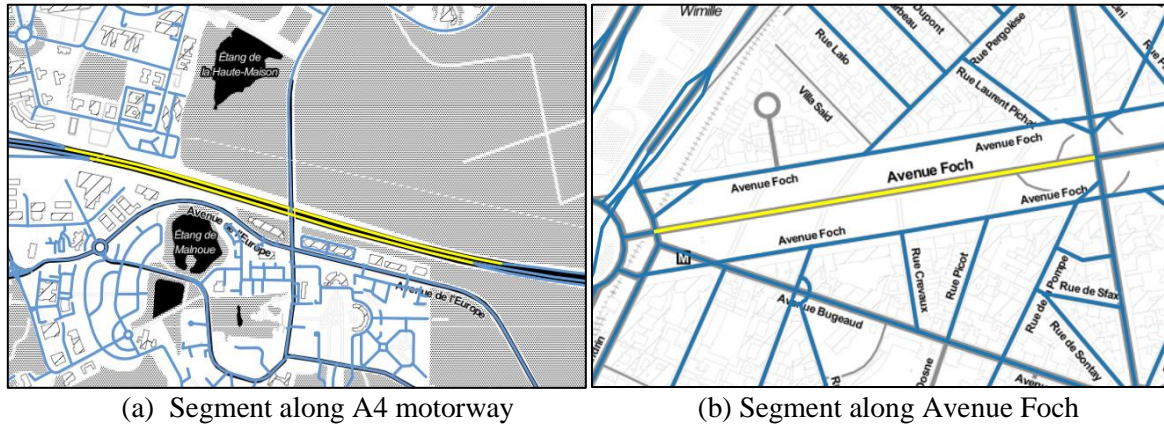 Étang de
la Haute-Maison
Avenue de l'Europe
Étang de
Malnoue
Avenue de l'Europe
Wimille
Dupont
Rue Lalo
Rue Pergolèse
Villa Said
Rue Laurent Pichat
Avenue Foch
Avenue Foch
Avenue Foch
Avenue Foch
Avenue Foch
M
Rue Crevaux
Rue Picot
Rue de
Pompe
Rue de Sfax
Avenue Bugeaud
Rue de Sontay
(a) Segment along A4 motorway
(b) Segment along Avenue Foch